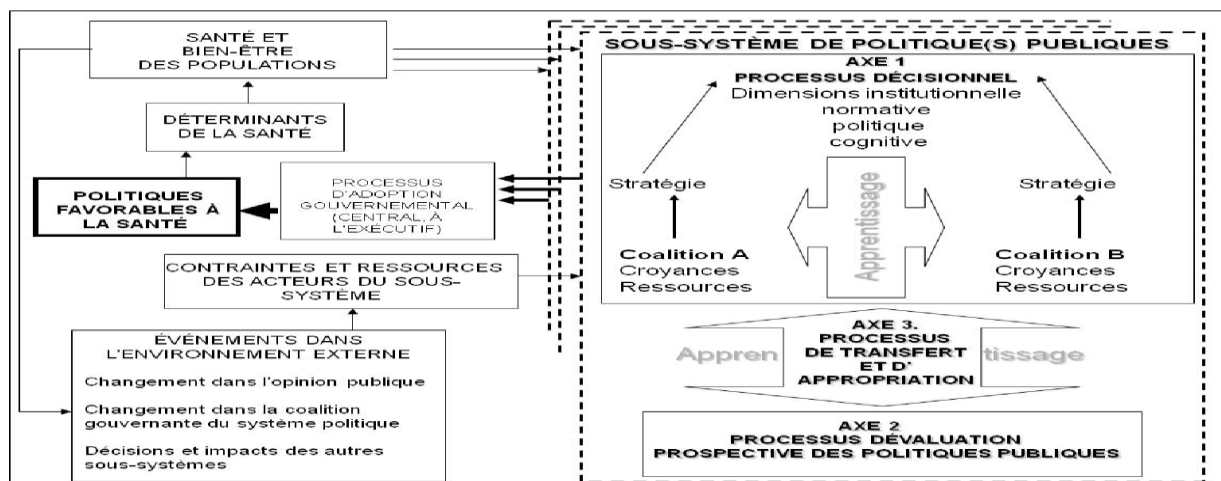 SANTÉ ET
BIEN-ÊTRE
DES POPULATIONS
DÉTERMINANTS
DE LA SANTÉ
POLITIQUES
FAVORABLES À
LA SANTÉ
PROCESSUS
D'ADOPTION
GOUVERNEMENTAL
(CENTRAL, À
L'EXÉCUTIF)
CONTRAINTES ET RESSOURCES
DES ACTEURS DU SOUS-
SYSTÈME
ÉVÉNEMENTS DANS
L'ENVIRONNEMENT EXTERNE
Changement dans l'opinion publique
Changement dans la coalition
gouvernante du système politique
Décisions et impacts des autres
sous-systèmes
SOUS-SYSTÈME DE POLITIQUE(S) PUBLIQUES
AXE 1
PROCESSUS DÉCISIONNEL
Dimensions institutionnelle
normative
politique
cognitive
Stratégie
Coalition A
Croyances
Ressources
Apprentissage
Stratégie
Coalition B
Croyances
Ressources
AXE 3.
PROCESSUS
DE TRANSFERT
ET D'
APPROPRIATION
Appren tissage
AXE 2
PROCESSUS DÉVALUATION
PROSPECTIVE DES POLITIQUES PUBLIQUES